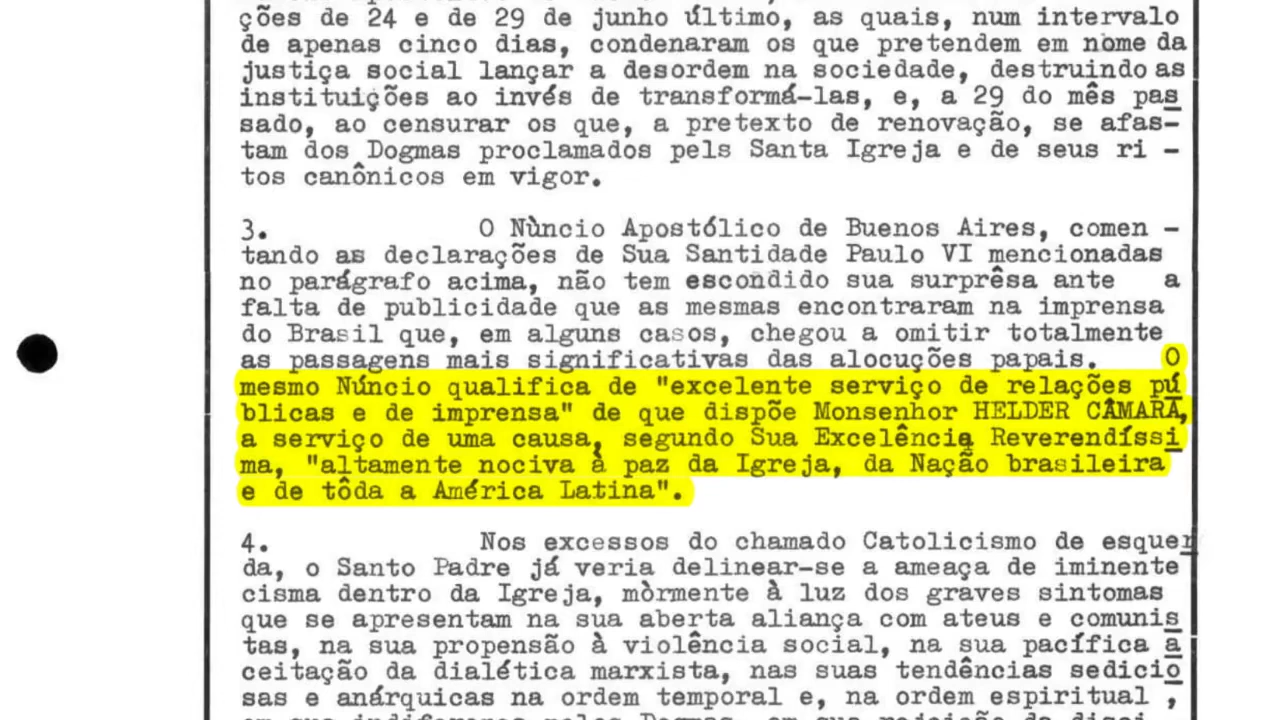 ções de 24 e de 29 de junho último, as quais, num intervalo
de apenas cinco dias, condenaram os que pretendem em nome da
justiça social lançar a desordem na sociedade, destruindo as
instituições ao invés de transformá-las, e, a 29 do mês pas
sado, ao censurar os que, a pretexto de renovação, se afas-
tam dos Dogmas proclamados pels Santa Igreja e de seus ri -
tos canônicos em vigor.
3. O Nùncio Apostólico de Buenos Aires, comen -
tando as declarações de Sua Santidade Paulo VI mencionadas
no parágrafo acima, não tem escondido sua surprêsa ante a
falta de publicidade que as mesmas encontraram na imprensa
do Brasil que, em alguns casos, chegou a omitir totalmente
as passagens mais significativas das alocuções papais. O
mesmo Núncio qualifica de "excelente serviço de relações pú
blicas e de imprensa" de que dispõe Monsenhor HELDER CÂMARA,
a serviço de uma causa, segundo Sua Excelência Reverendíssi
ma, "altamente nociva à paz da Igreja, da Nação brasileira
e de tôda a América Latina".
4. Nos excessos do chamado Catolicismo de esquer
da, o Santo Padre já veria delinear-se a ameaça de iminente
cisma dentro da Igreja, mòrmente à luz dos graves sintomas
que se apresentam na sua aberta aliança com ateus e comunis
tas, na sua propensão à violência social, na sua pacífica a
ceitação da dialética marxista, nas suas tendências sedicio
sas e anárquicas na ordem temporal e, na ordem espiritual ,